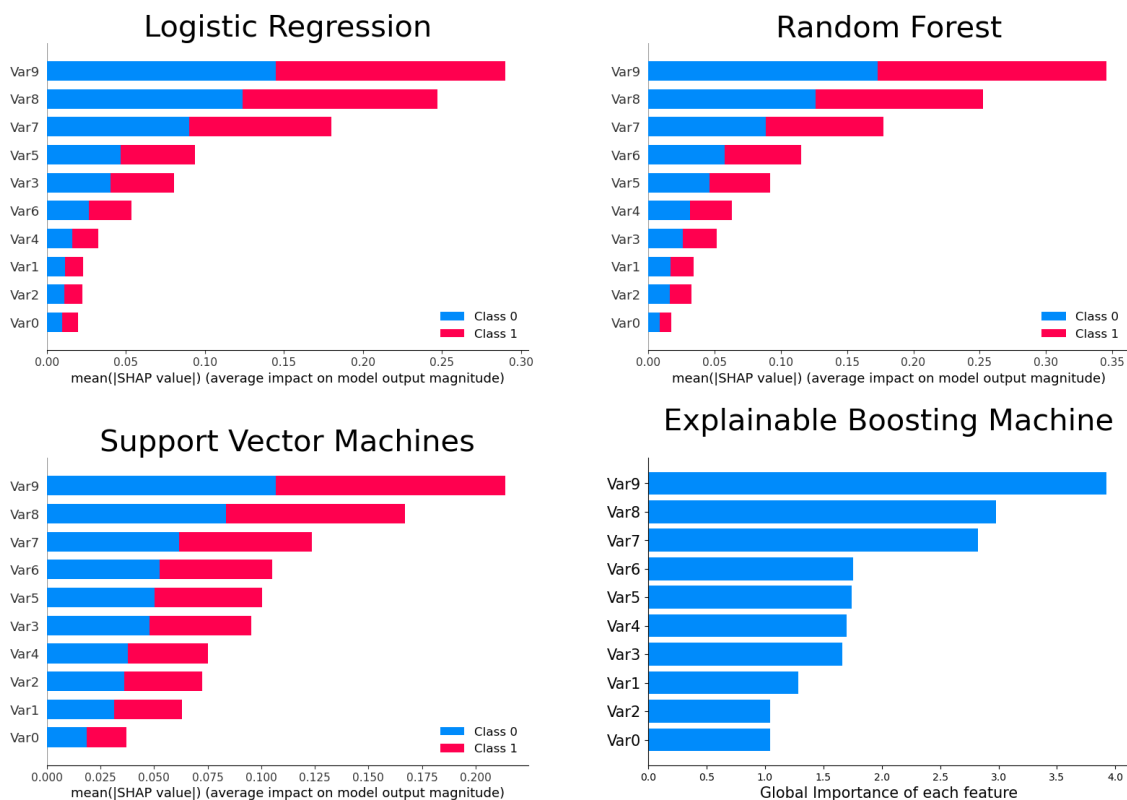 Logistic Regression
Var9
Var8
Var7
Var5
Var3
Var6
Var4
Var1
Var2
Var0
Class 0
Class 1
0.00 0.05 0.10 0.15 0.20 0.25 0.30
mean(|SHAP value|) (average impact on model output magnitude)
Random Forest
Var9
Var8
Var7
Var6
Var5
Var4
Var3
Var1
Var2
Var0
Class 0
Class 1
0.00 0.05 0.10 0.15 0.20 0.25 0.30 0.35
mean(|SHAP value|) (average impact on model output magnitude)
Support Vector Machines
Var9
Var8
Var7
Var6
Var5
Var3
Var4
Var2
Var1
Var0
Class 0
Class 1
0.000 0.025 0.050 0.075 0.100 0.125 0.150 0.175 0.200
mean(|SHAP value|) (average impact on model output magnitude)
Explainable Boosting Machine
Var9
Var8
Var7
Var6
Var5
Var4
Var3
Var1
Var2
Var0
0.0 0.5 1.0 1.5 2.0 2.5 3.0 3.5 4.0
Global Importance of each feature